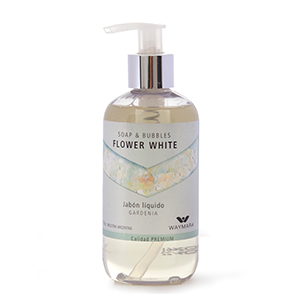 SOAP & BUBBLES
FLOWER WHITE
Jabón líquido
GARDENIA
WAYMARA
Calidad PREMIUM